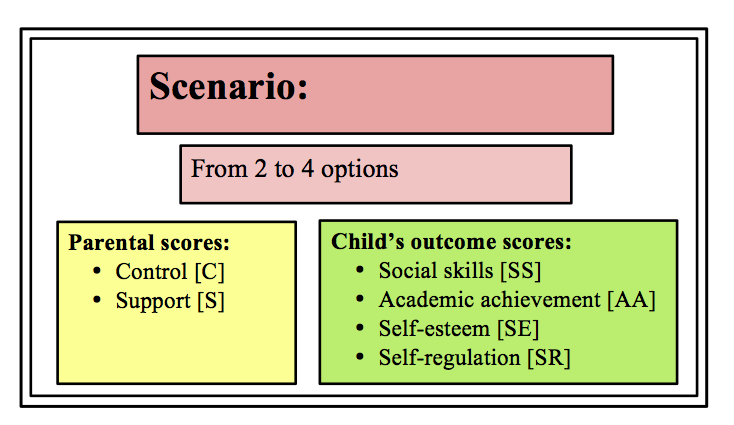 Scenario:
From 2 to 4 options
Parental scores:
• Control [C]
• Support [S]
Child’s outcome scores:
• Social skills [SS]
• Academic achievement [AA]
• Self-esteem [SE]
• Self-regulation [SR]